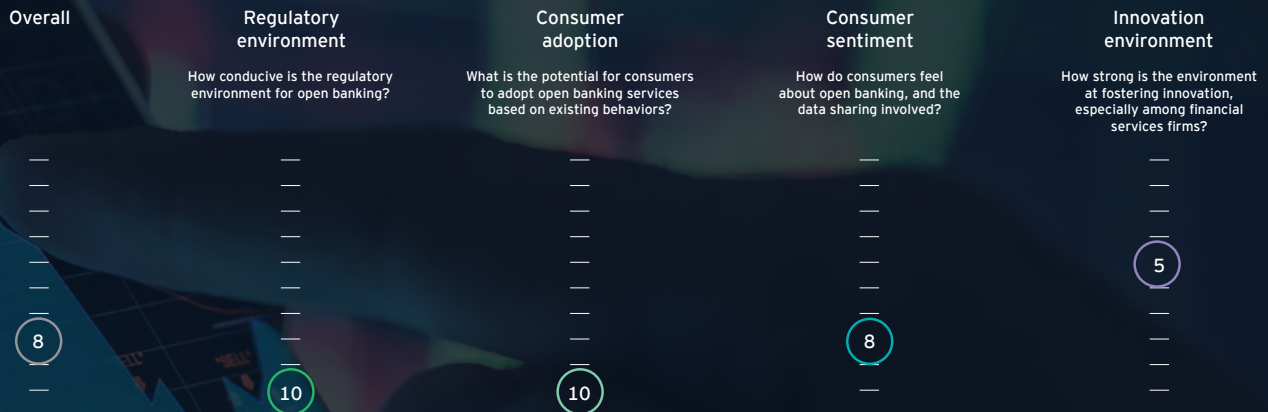 Overall
Regulatory
environment
How conducive is the regulatory
environment for open banking?
Consumer
adoption
What is the potential for consumers
to adopt open banking services
based on existing behaviors?
Consumer
sentiment
How do consumers feel
about open banking, and the
data sharing involved?
Innovation
environment
How strong is the environment
at fostering innovation,
especially among financial
services firms?
8
10
10
8
5
"SELL"